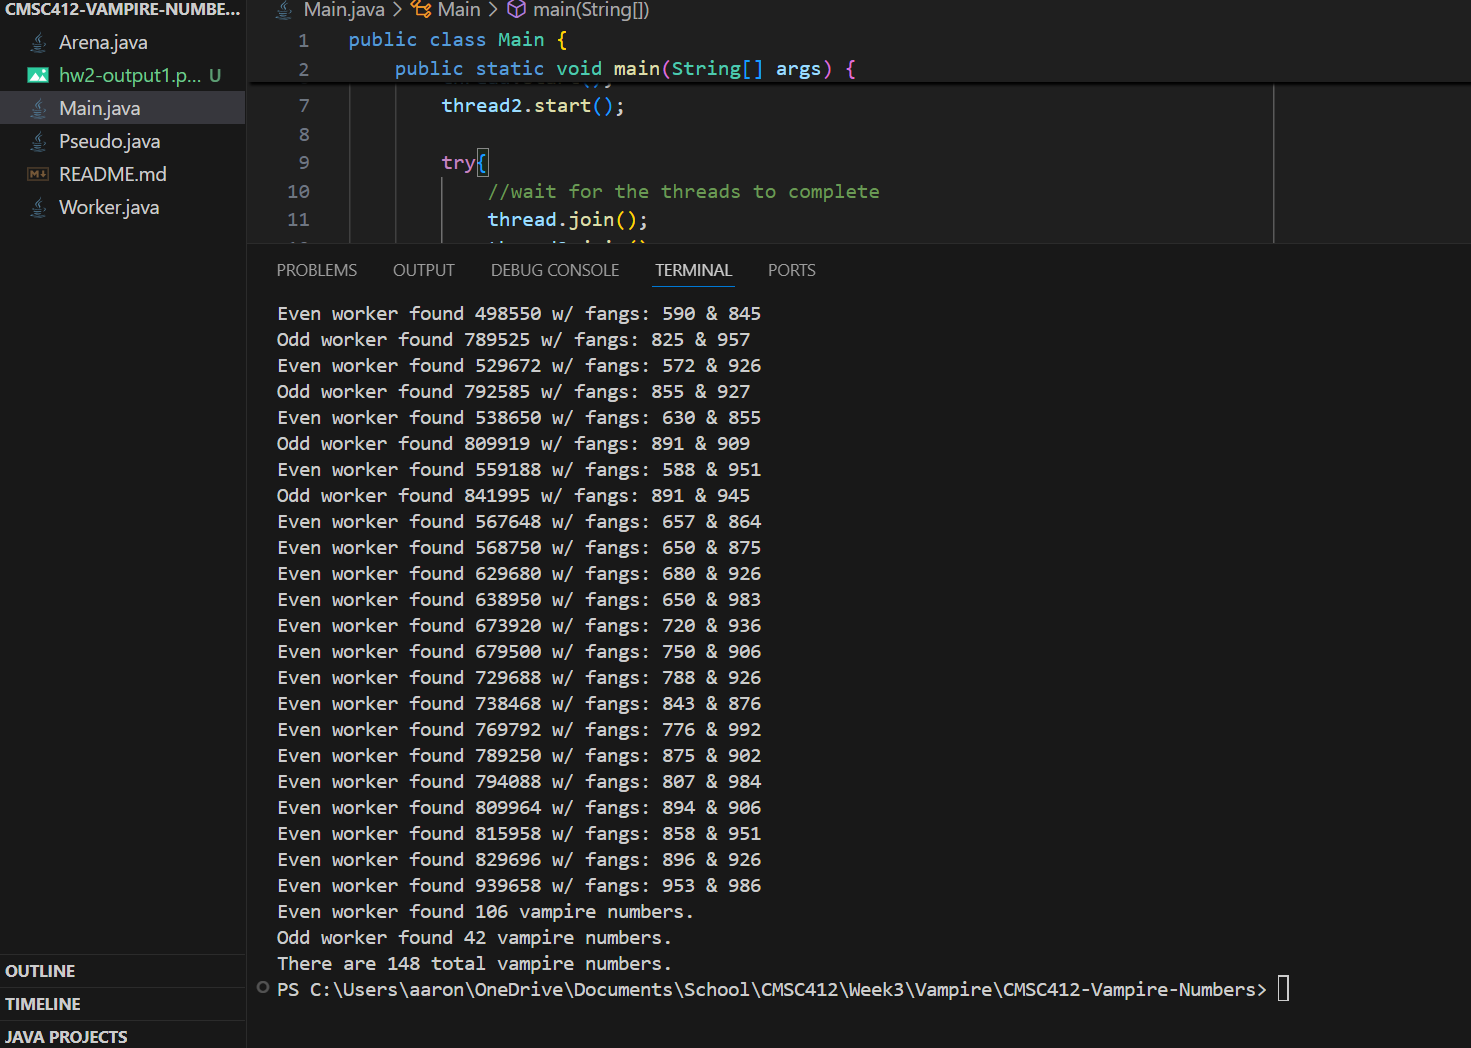 CMSC412-VAMPIRE-NUMBE...
Arena.java
hw2-output1.p... U
Main.java
Pseudo.java
README.md
Worker.java
OUTLINE
TIMELINE
JAVA PROJECTS
Main.java > Main > main(String[])
1 public class Main {
2 public static void main(String[] args) {
7 thread2.start();
8
9 try{
10 //wait for the threads to complete
11 thread.join();
PROBLEMS OUTPUT DEBUG CONSOLE TERMINAL PORTS
Even worker found 498550 w/ fangs: 590 & 845
Odd worker found 789525 w/ fangs: 825 & 957
Even worker found 529672 w/ fangs: 572 & 926
Odd worker found 792585 w/ fangs: 855 & 927
Even worker found 538650 w/ fangs: 630 & 855
Odd worker found 809919 w/ fangs: 891 & 909
Even worker found 559188 w/ fangs: 588 & 951
Odd worker found 841995 w/ fangs: 891 & 945
Even worker found 567648 w/ fangs: 657 & 864
Even worker found 568750 w/ fangs: 650 & 875
Even worker found 629680 w/ fangs: 680 & 926
Even worker found 638950 w/ fangs: 650 & 983
Even worker found 673920 w/ fangs: 720 & 936
Even worker found 679500 w/ fangs: 750 & 906
Even worker found 729688 w/ fangs: 788 & 926
Even worker found 738468 w/ fangs: 843 & 876
Even worker found 769792 w/ fangs: 776 & 992
Even worker found 789250 w/ fangs: 875 & 902
Even worker found 794088 w/ fangs: 807 & 984
Even worker found 809964 w/ fangs: 894 & 906
Even worker found 815958 w/ fangs: 858 & 951
Even worker found 829696 w/ fangs: 896 & 926
Even worker found 939658 w/ fangs: 953 & 986
Even worker found 106 vampire numbers.
Odd worker found 42 vampire numbers.
There are 148 total vampire numbers.
PS C:\Users\aaron\OneDrive\Documents\School\CMSC412\Week3\Vampire\CMSC412-Vampire-Numbers>